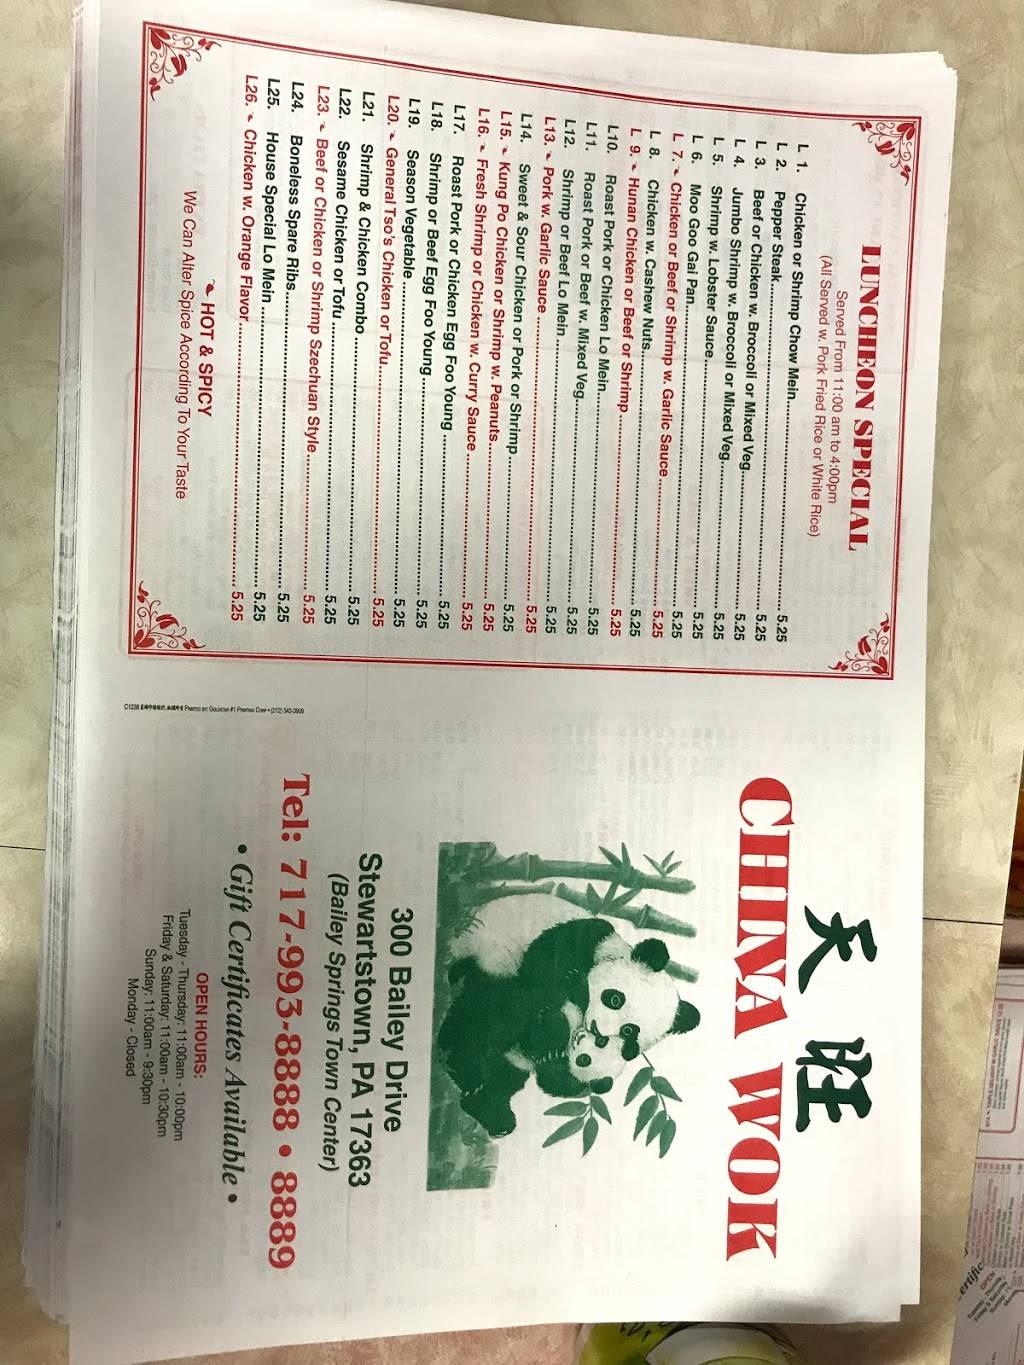 LUNCHEON SPECIAL
Served From 11:00 am to 4:00pm
(All Served w. Pork Fried Rice or White Rice)
L 1. Chicken or Shrimp Chow Mein 5.25
L 2. Pepper Steak 5.25
L 3. Beef or Chicken w. Broccoli or Mixed Veg. 5.25
L 4. Jumbo Shrimp w. Broccoli or Mixed Veg. 5.25
L 5. Shrimp w. Lobster Sauce 5.25
L 6. Moo Goo Gai Pan 5.25
L 7. Chicken or Beef or Shrimp w. Garlic Sauce 5.25
L 8. Chicken w. Cashew Nuts 5.25
L 9. Hunan Chicken or Beef or Shrimp 5.25
L10. Roast Pork or Chicken Lo Mein 5.25
L11. Roast Pork or Beef w. Mixed Veg. 5.25
L12. Shrimp or Beef Lo Mein 5.25
L13. Pork w. Garlic Sauce 5.25
L14. Sweet & Sour Chicken or Pork or Shrimp 5.25
L15. Kung Po Chicken or Shrimp w. Peanuts 5.25
L16. Fresh Shrimp or Chicken w. Curry Sauce 5.25
L17. Roast Pork or Chicken Egg Foo Young 5.25
L18. Shrimp or Beef Egg Foo Young 5.25
L19. Season Vegetable 5.25
L20. General Tso's Chicken or Tofu 5.25
L21. Shrimp & Chicken Combo 5.25
L22. Sesame Chicken or Tofu 5.25
L23. Beef or Chicken or Shrimp Szechuan Style 5.25
L24. Boneless Spare Ribs 5.25
L25. House Special Lo Mein 5.25
L26. Chicken w. Orange Flavor 5.25
HOT & SPICY
We Can Alter Spice According To Your Taste
C1238 Printed by: Goldstar #1 Printing Corp • (212) 343-3909
天 旺
CHINA WOK
300 Bailey Drive
Stewartstown, PA 17363
(Bailey Springs Town Center)
Tel: 717-993-8888 • 8889
• Gift Certificates Available •
OPEN HOURS:
Tuesday - Thursday: 11:00am - 10:00pm
Friday & Saturday: 11:00am - 10:30pm
Sunday: 11:00am - 9:30pm
Monday - Closed